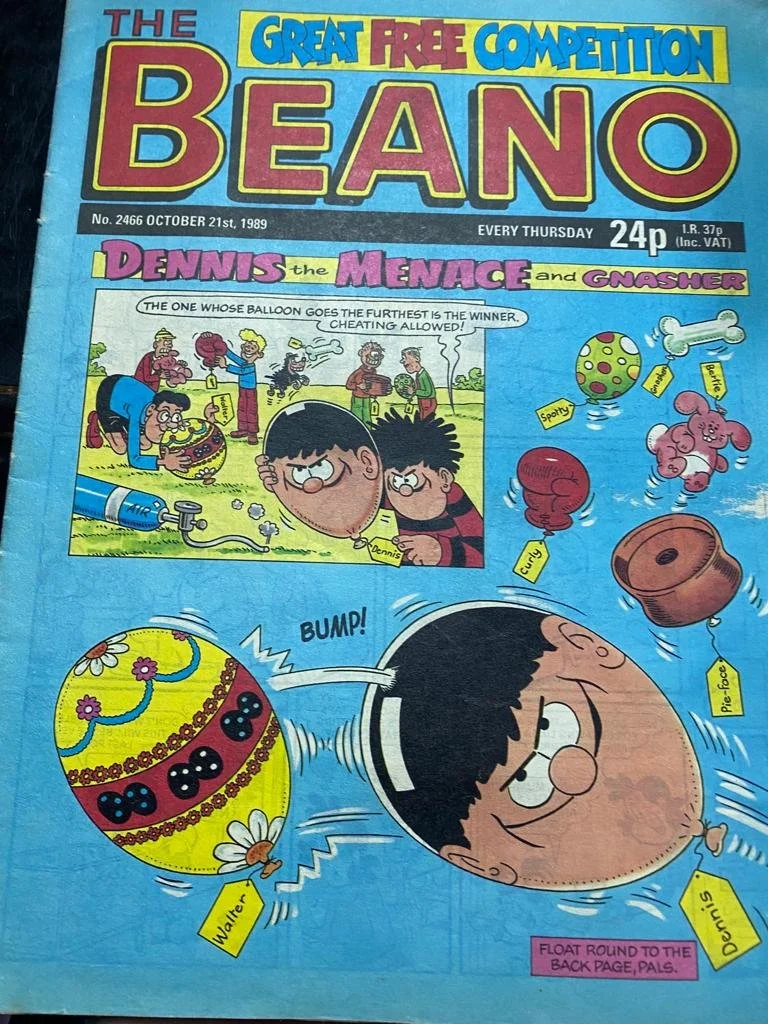 THE
GREAT FREE COMPETITION
BEANO
No. 2466 OCTOBER 21st, 1989
EVERY THURSDAY 24p I.R. 37p
(Inc. VAT)
DENNIS the MENACE and GNASHER
THE ONE WHOSE BALLOON GOES THE FURTHEST IS THE WINNER.
CHEATING ALLOWED!
Walter
AIR
Dennis
Spotty
Gnasher
Bertie
Curly
Pie-face
BUMP!
Walter
Dennis
FLOAT ROUND TO THE
BACK PAGE, PALS.